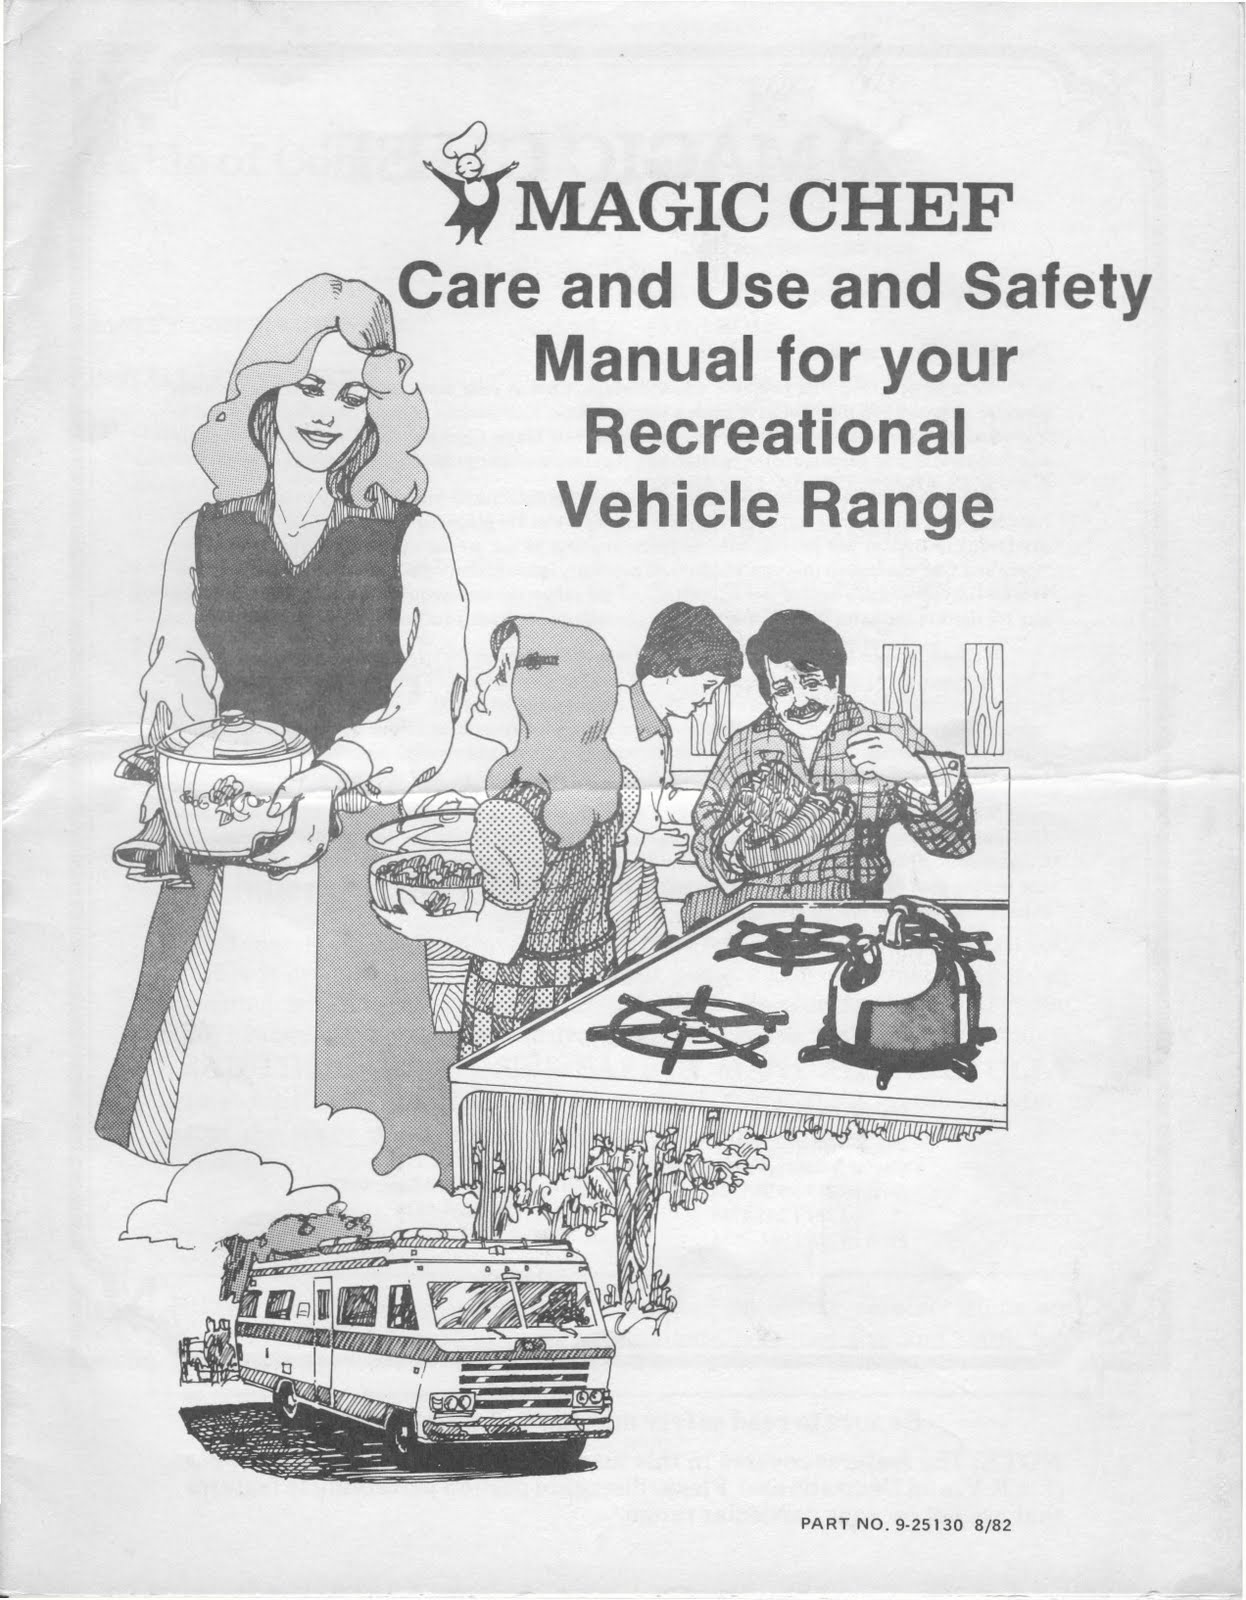 MAGIC CHEF
Care and Use and Safety
Manual for your
Recreational
Vehicle Range
PART NO. 9-25130 8/82